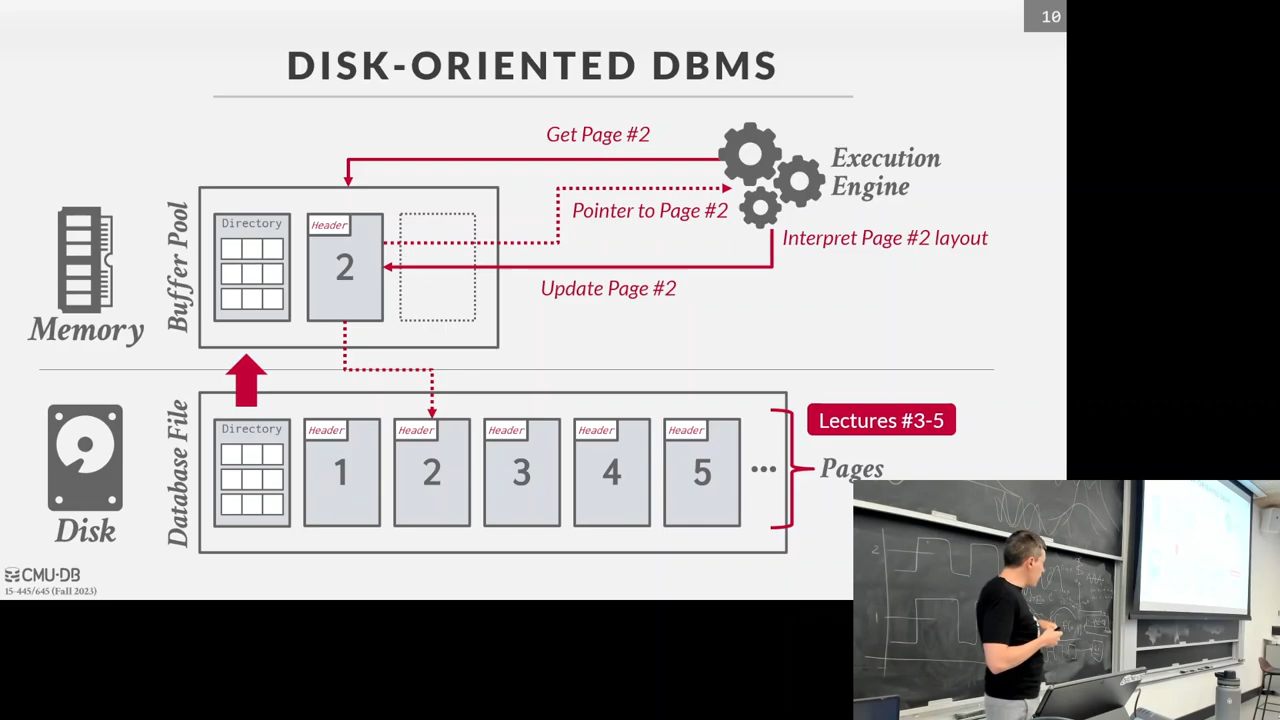 10
DISK-ORIENTED DBMS
Get Page #2
Execution
Engine
Pointer to Page #2
Interpret Page #2 layout
Update Page #2
Memory
Buffer Pool
Directory
Header
2
Lectures #3-5
Disk
Database File
Directory
Header
1
Header
2
Header
3
Header
4
Header
5
...
Pages
CMU·DB
15-445/645 (Fall 2023)
2
1